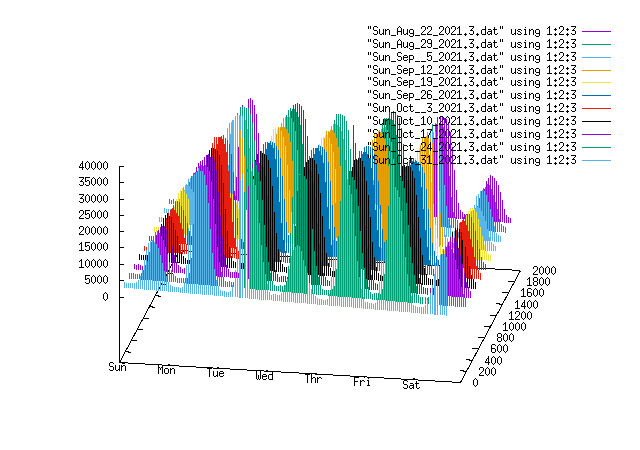 "Sun_Aug_22_2021.3.dat" using 1:2:3
"Sun_Aug_29_2021.3.dat" using 1:2:3
"Sun_Sep__5_2021.3.dat" using 1:2:3
"Sun_Sep_12_2021.3.dat" using 1:2:3
"Sun_Sep_19_2021.3.dat" using 1:2:3
"Sun_Sep_26_2021.3.dat" using 1:2:3
"Sun_Oct__3_2021.3.dat" using 1:2:3
"Sun_Oct_10_2021.3.dat" using 1:2:3
"Sun_Oct_17_2021.3.dat" using 1:2:3
"Sun_Oct_24_2021.3.dat" using 1:2:3
"Sun_Oct_31_2021.3.dat" using 1:2:3
40000
35000
30000
25000
20000
15000
10000
5000
0
2000
1800
1600
1400
1200
1000
800
600
400
200
0
Sun Mon Tue Wed Thr Fri Sat